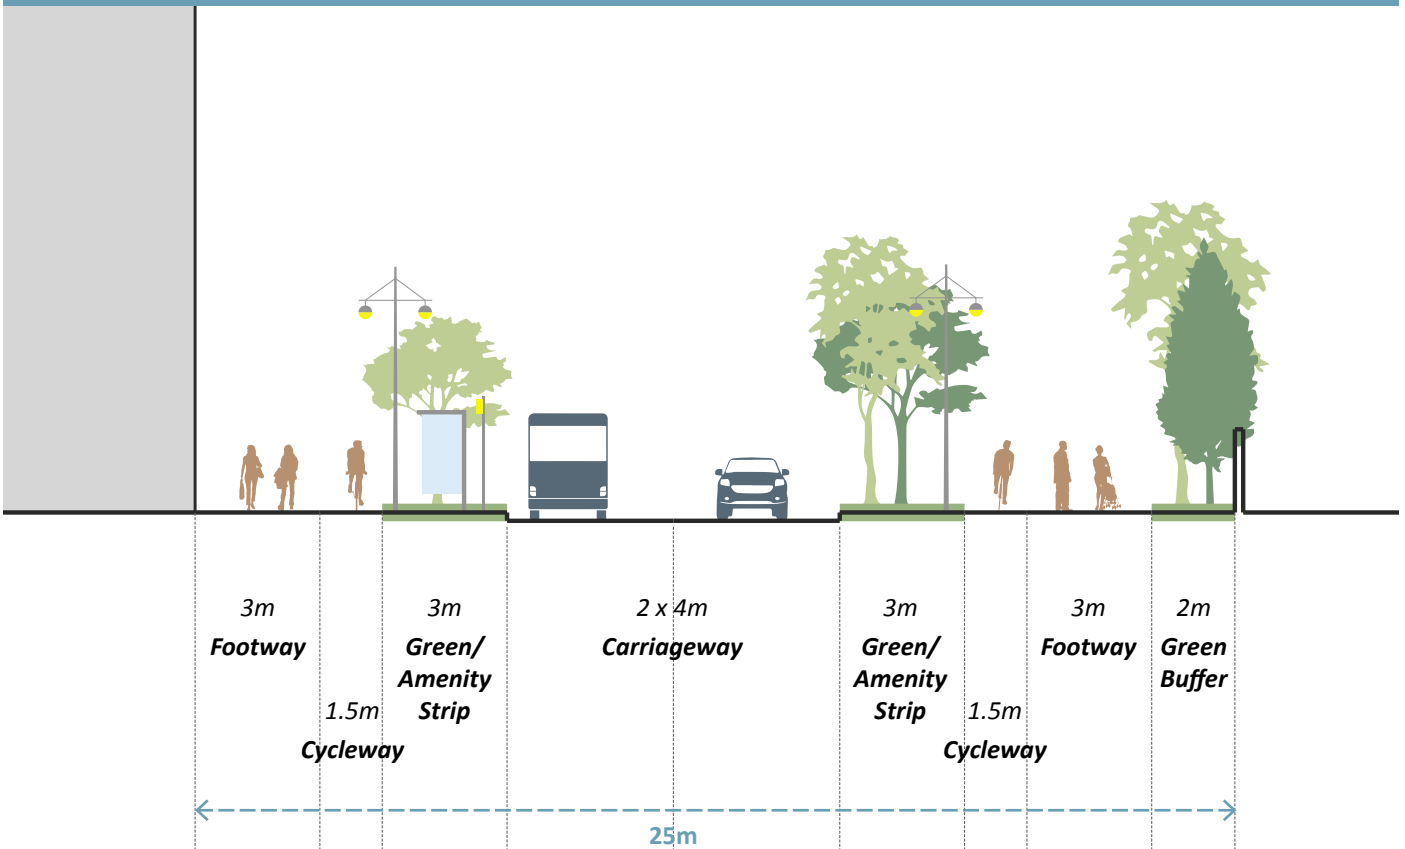 3m
Footway
1.5m
Cycleway
3m
Green/
Amenity
Strip
2 x 4m
Carriageway
3m
Green/
Amenity
Strip
1.5m
Cycleway
3m
Footway
2m
Green
Buffer
25m